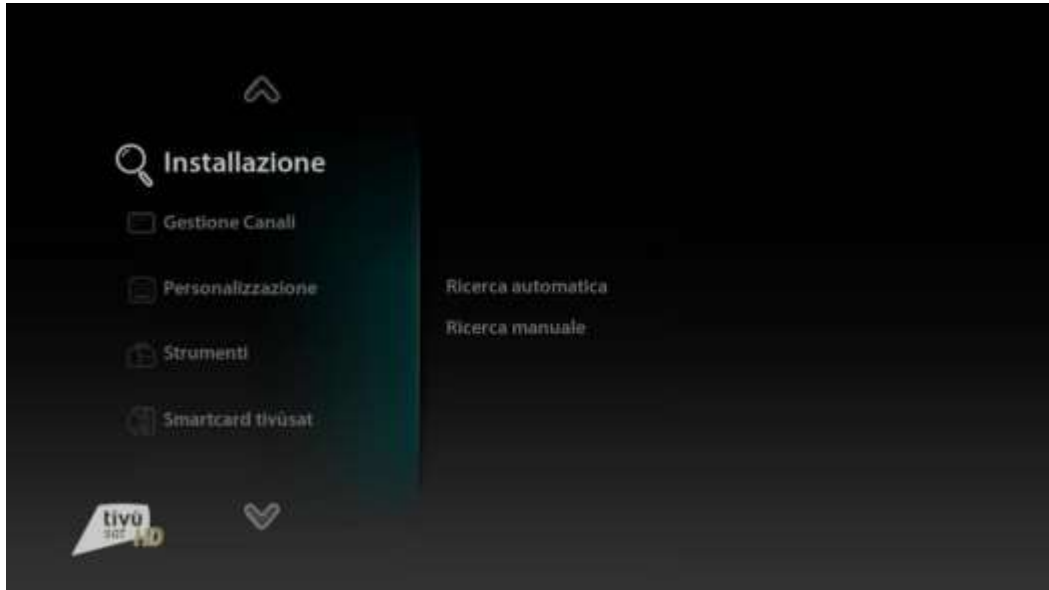 Installazione
Gestione Canali
Personalizzazione
Strumenti
Smartcard tivùsat
Ricerca automatica
Ricerca manuale
tivù
sat HD